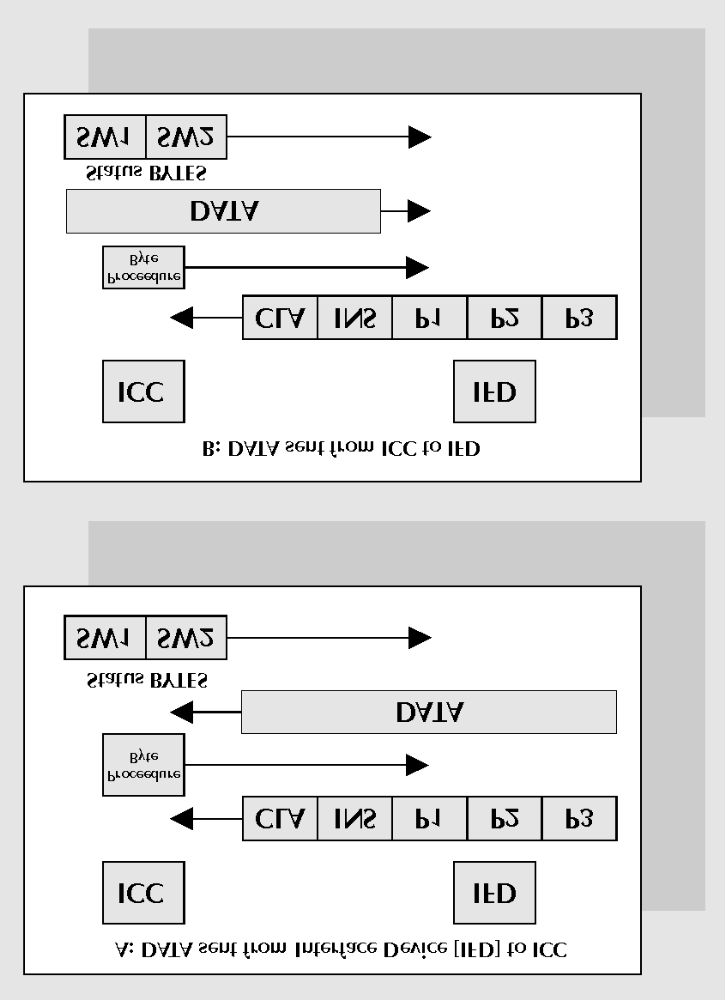 A: DATA sent from Interface Device [IFD] to ICC
ICC IFD
CLA INS P1 P2 P3
Proceedure
Byte
DATA
Status BYTES
SW1 SW2
B: DATA sent from ICC to IFD
ICC IFD
CLA INS P1 P2 P3
Proceedure
Byte
DATA
Status BYTES
SW1 SW2